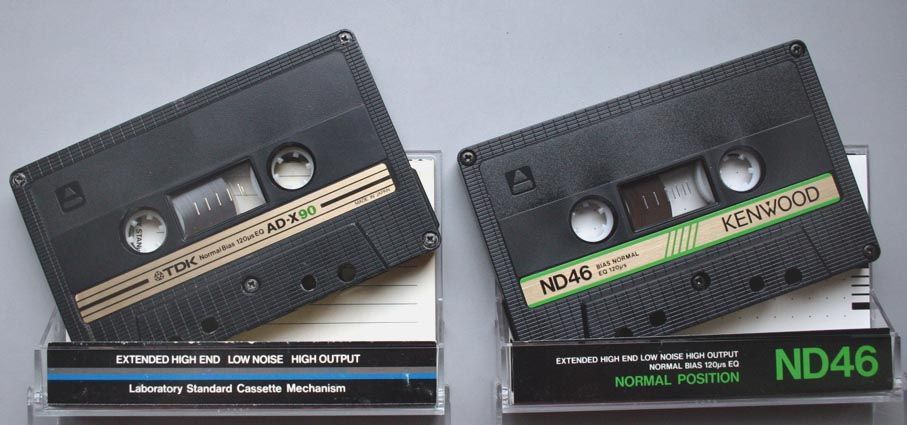 TDK Normal Bias 120µs EQ AD-X90
MADE IN JAPAN
EXTENDED HIGH END LOW NOISE HIGH OUTPUT
Laboratory Standard Cassette Mechanism
ND46 BIAS NORMAL
EQ 120µs
KENWOOD
EXTENDED HIGH END LOW NOISE HIGH OUTPUT
NORMAL BIAS 120µs EQ
NORMAL POSITION
ND46